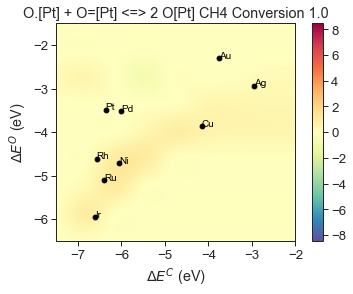 O.[Pt] + O=[Pt] <=> 2 O[Pt] CH4 Conversion 1.0
−2
−3
−4
−5
−6
ΔE^O (eV)
Au
Ag
Pt
Pd
Cu
Rh
Ni
Ru
Ir
−7
−6
−5
−4
−3
−2
ΔE^C (eV)
8
6
4
2
0
−2
−4
−6
−8